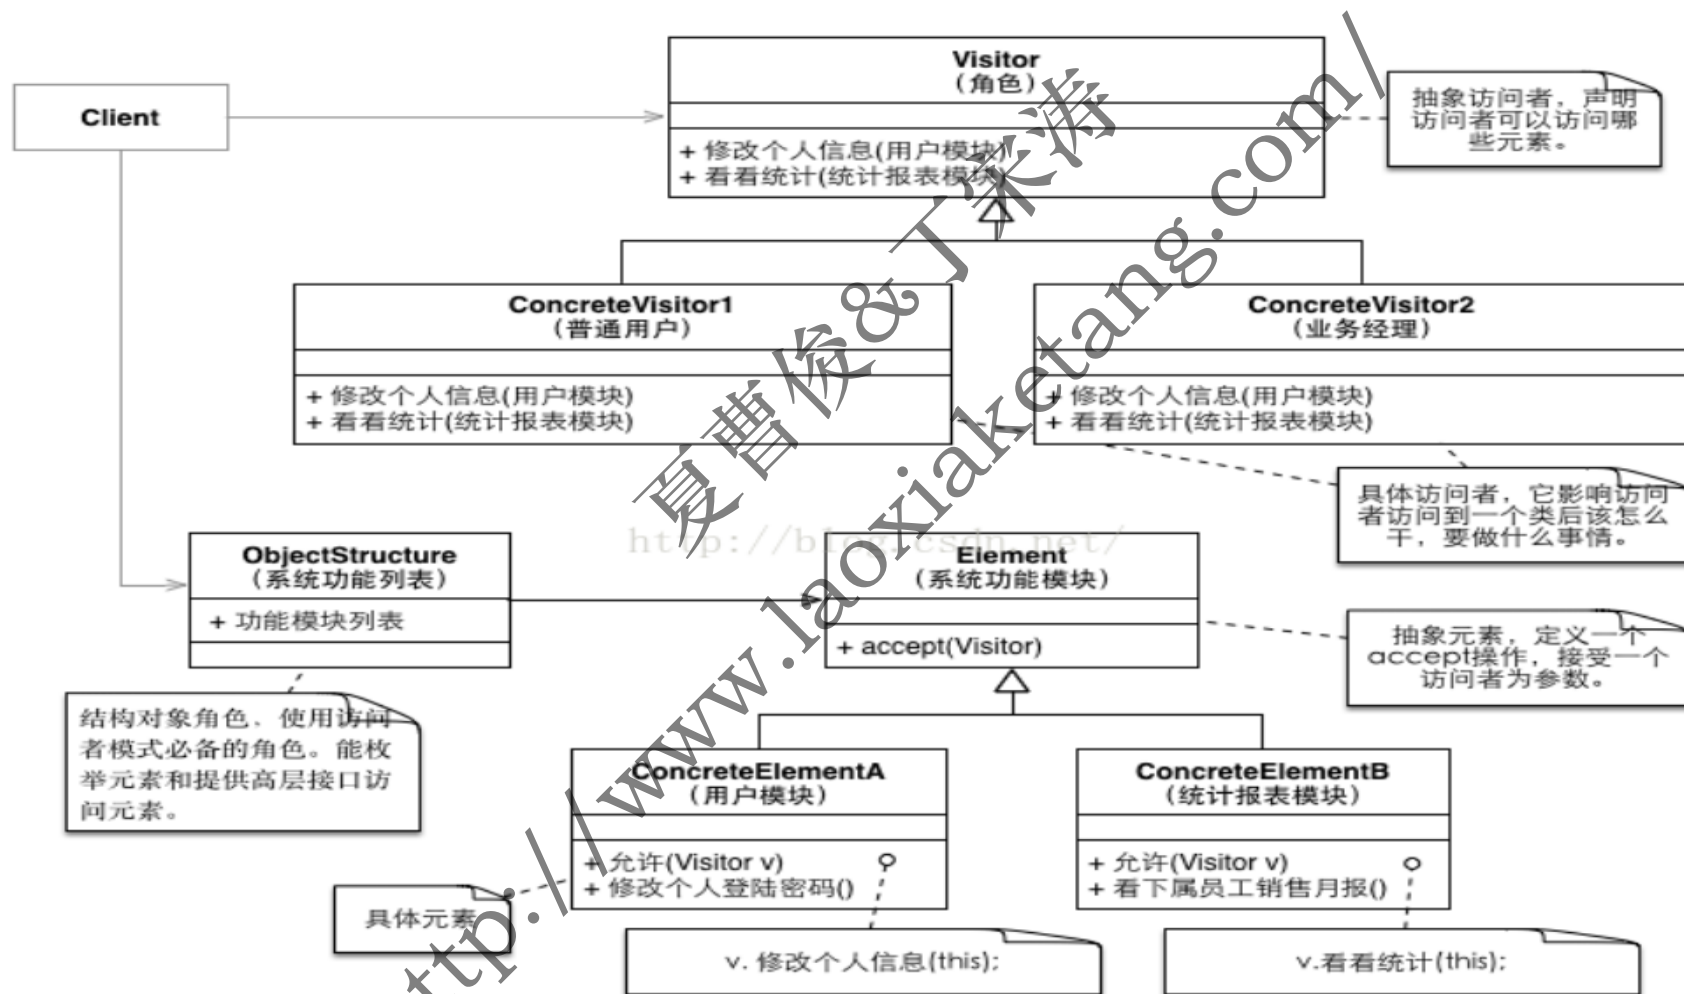 Visitor
（角色）
+ 修改个人信息(用户模块)
+ 看看统计(统计报表模块)
抽象访问者，声明
访问者可以访问哪
些元素。
Client
ConcreteVisitor1
（普通用户）
+ 修改个人信息(用户模块)
+ 看看统计(统计报表模块)
ConcreteVisitor2
（业务经理）
+ 修改个人信息(用户模块)
+ 看看统计(统计报表模块)
具体访问者，它影响访问
者访问到一个类后该怎么
干，要做什么事情。
ObjectStructure
（系统功能列表）
+ 功能模块列表
Element
（系统功能模块）
+ accept(Visitor)
抽象元素，定义一个
accept操作，接受一个
访问者为参数。
结构对象角色，使用访问
者模式必备的角色。能枚
举元素和提供高层接口访
问元素。
ConcreteElementA
（用户模块）
+ 允许(Visitor v)
+ 修改个人登陆密码()
ConcreteElementB
（统计报表模块）
+ 允许(Visitor v)
+ 看下属员工销售月报()
具体元素
v. 修改个人信息(this);
v.看看统计(this);
http://blog.csdn.net/
夏曹俊&丁宋涛
ttp://www.laoxiaketang.com/